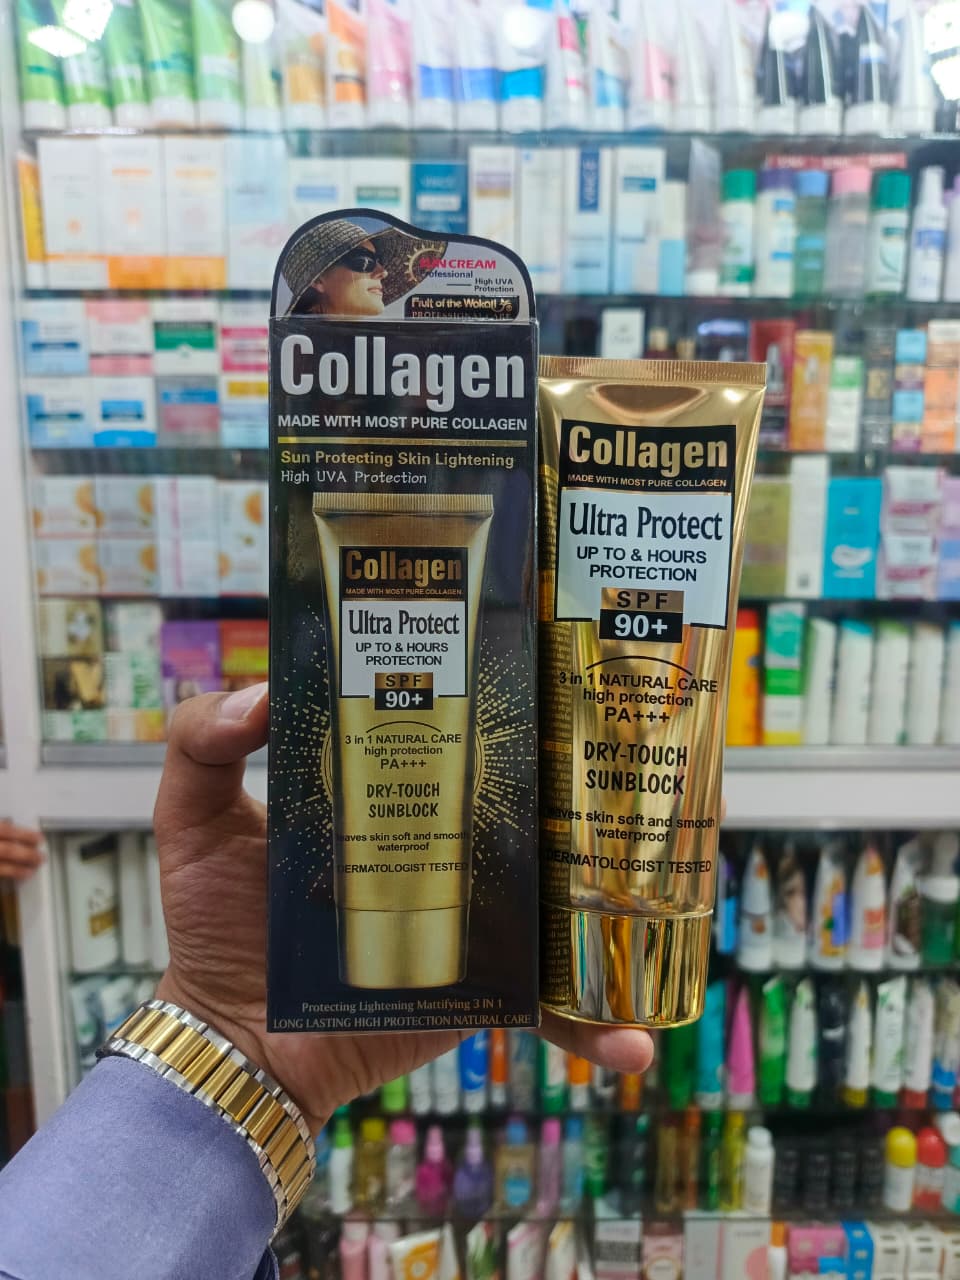 SUN CREAM
Professional
High UVA
Protection
Fruit of the Wokali
PROFESSIONAL CARE
Collagen
MADE WITH MOST PURE COLLAGEN
Sun Protecting Skin Lightening
High UVA Protection
Collagen
MADE WITH MOST PURE COLLAGEN
Ultra Protect
UP TO & HOURS
PROTECTION
SPF
90+
3 in 1 NATURAL CARE
high protection
PA+++
DRY-TOUCH
SUNBLOCK
leaves skin soft and smooth
waterproof
DERMATOLOGIST TESTED
Protecting Lightening Mattifying 3 IN 1
LONG LASTING HIGH PROTECTION NATURAL CARE
Collagen
MADE WITH MOST PURE COLLAGEN
Ultra Protect
UP TO & HOURS
PROTECTION
SPF
90+
3 in 1 NATURAL CARE
high protection
PA+++
DRY-TOUCH
SUNBLOCK
leaves skin soft and smooth
waterproof
DERMATOLOGIST TESTED